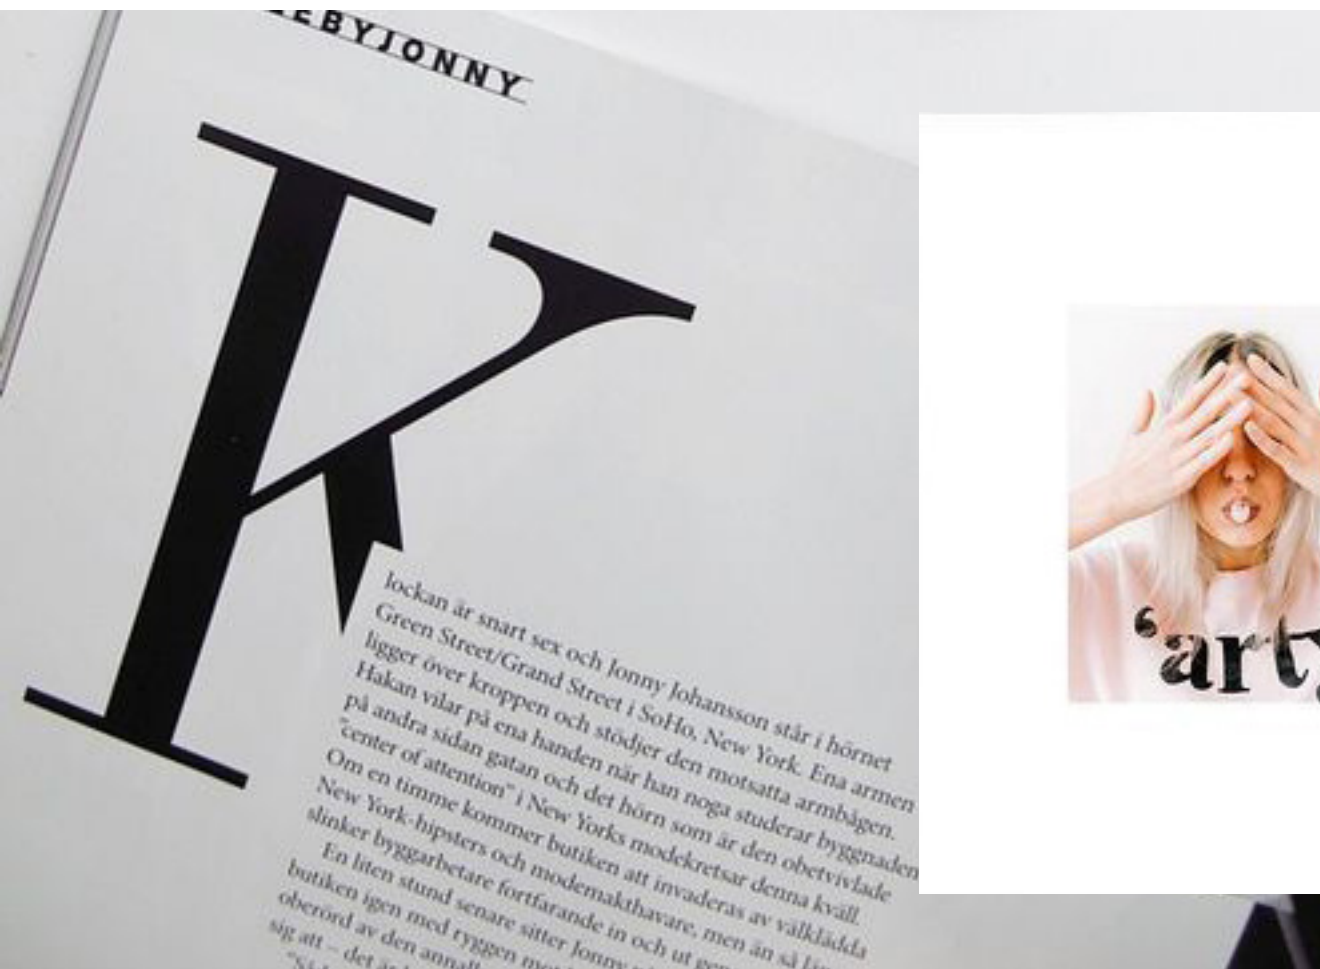 EBYJONNY
K
lockan är snart sex och Jonny Johansson står i hörnet
Green Street/Grand Street i SoHo, New York. Ena armen
ligger över kroppen och stödjer den motsatta armbågen.
Hakan vilar på ena handen när han noga studerar byggnaden
på andra sidan gatan och det hörn som är den obetvivlade
"center of attention" i New Yorks modekretsar denna kväll.
Om en timme kommer butiken att invaderas av välklädda
New York-hipsters och modemakthavare, men än så
slinker byggarbetare fortfarande in och ut
En liten stund senare sitter Jonny
butiken igen med ryggen mot
oberörd av den
sig att – det
'arty